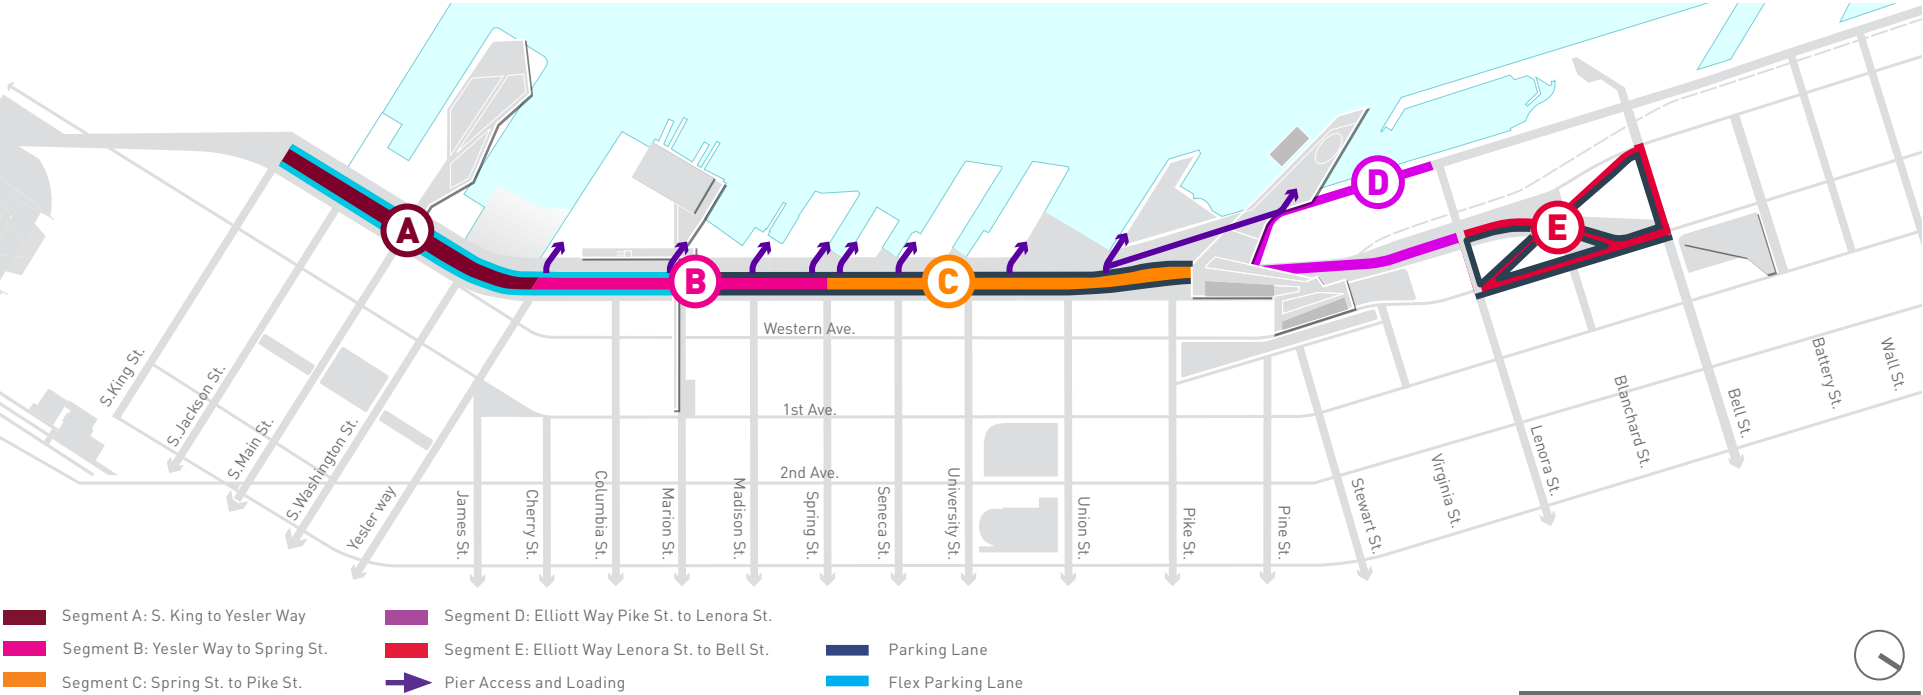 A
B
C
D
E
Western Ave.
1st Ave.
2nd Ave.
S.King St.
S.Jackson St.
S.Main St.
S.Washington St.
Yesler way
James St.
Cherry St.
Columbia St.
Marion St.
Madison St.
Spring St.
Seneca St.
University St.
Union St.
Pike St.
Pine St.
Stewart St.
Virginia St.
Lenora St.
Blanchard St.
Bell St.
Battery St.
Wall St.
Segment A: S. King to Yesler Way
Segment B: Yesler Way to Spring St.
Segment C: Spring St. to Pike St.
Segment D: Elliott Way Pike St. to Lenora St.
Segment E: Elliott Way Lenora St. to Bell St.
Pier Access and Loading
Parking Lane
Flex Parking Lane